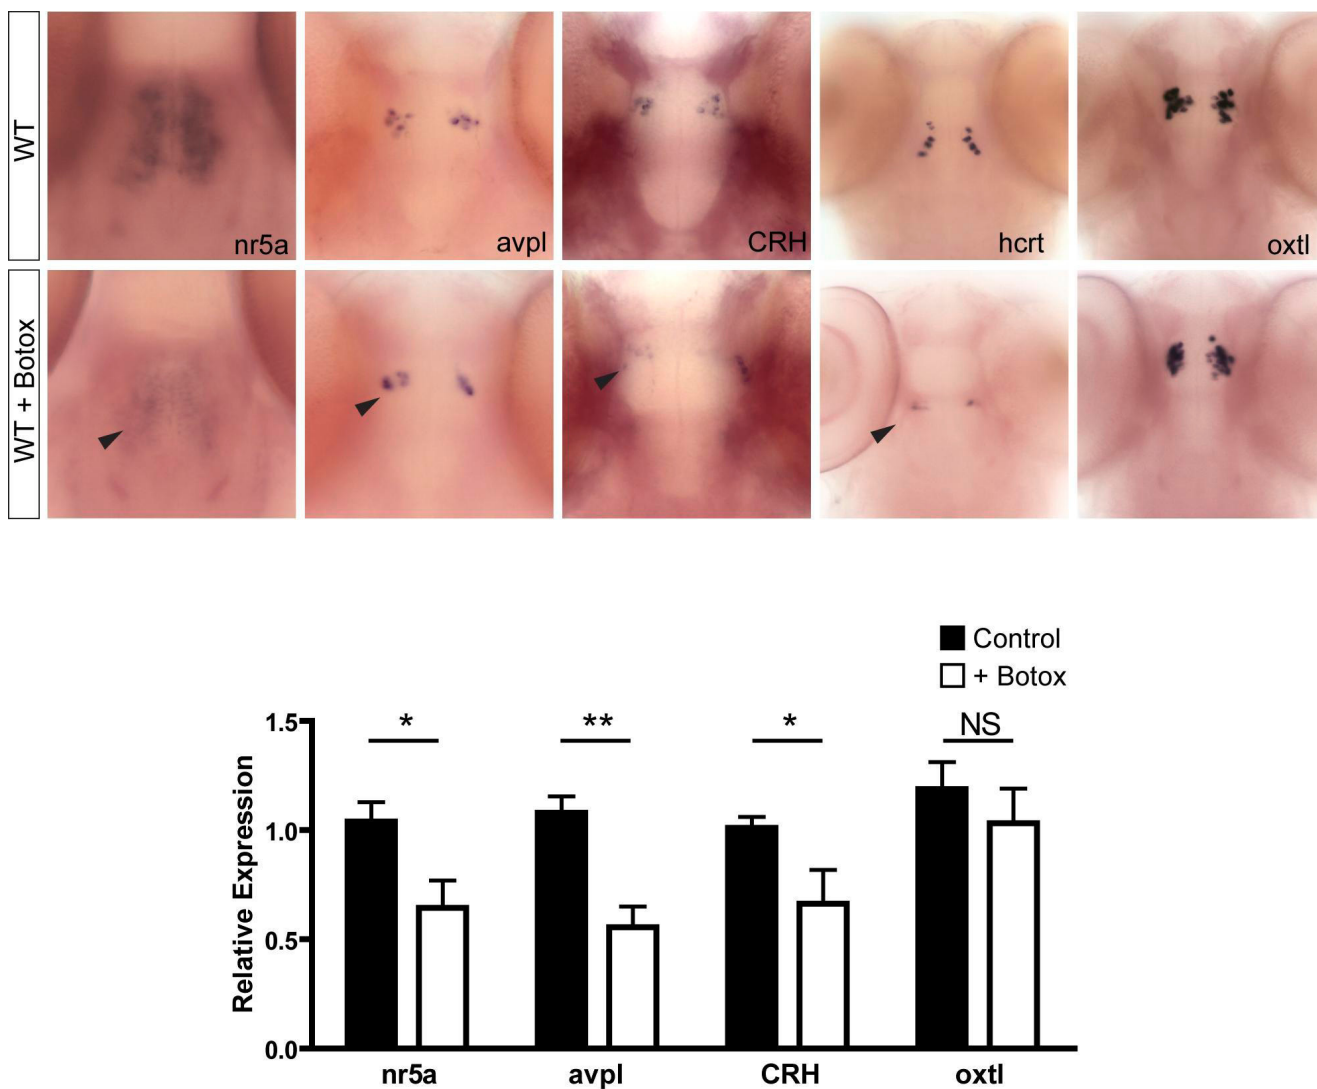 WT
nr5a
avpl
CRH
hcrt
oxtl
WT + Botox
Control
+ Botox
* ** * NS
Relative Expression
1.5
1.0
0.5
0.0
nr5a avpl CRH oxtl